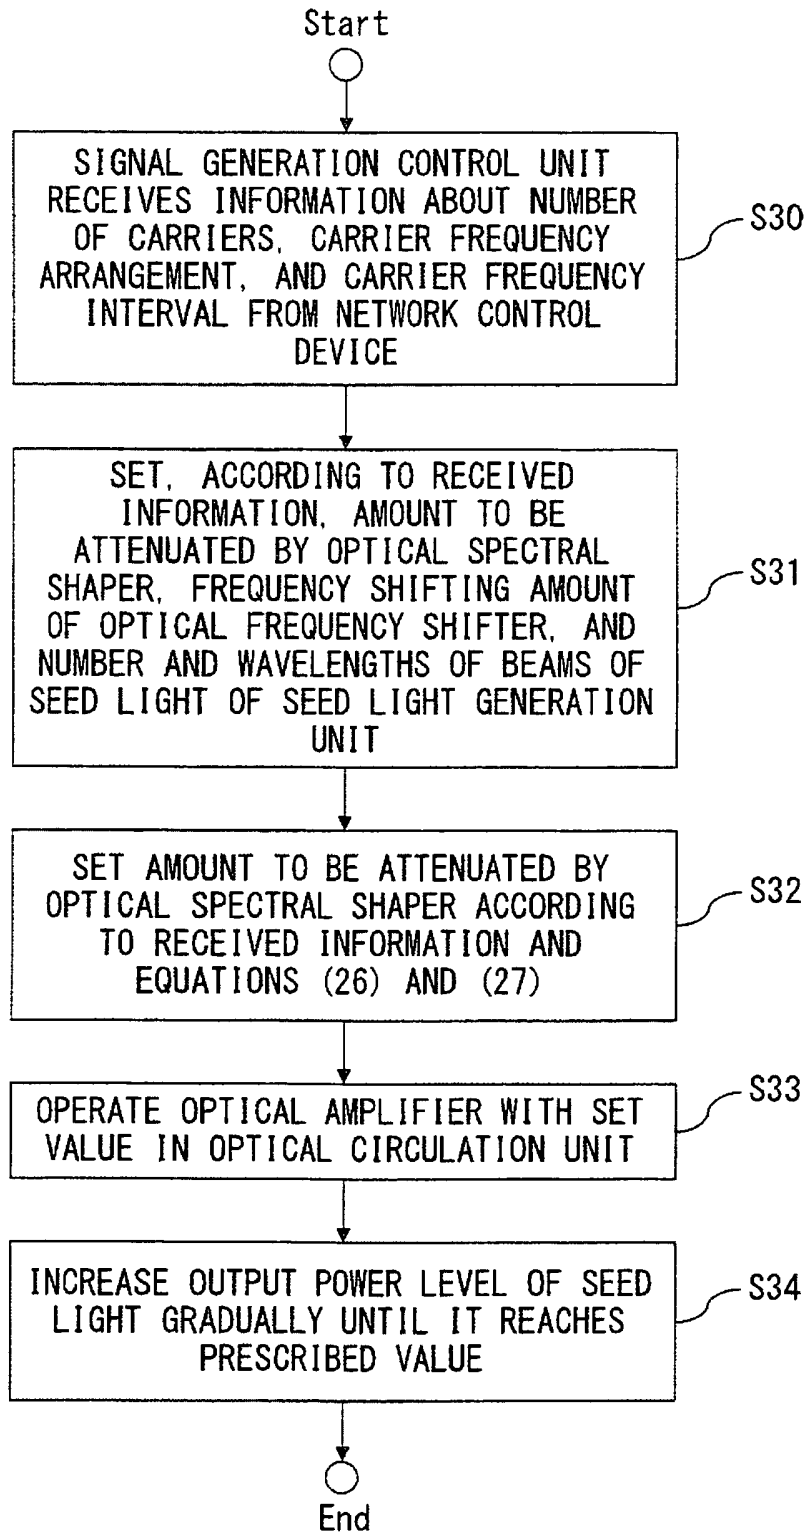 Start
SIGNAL GENERATION CONTROL UNIT
RECEIVES INFORMATION ABOUT NUMBER
OF CARRIERS, CARRIER FREQUENCY
ARRANGEMENT, AND CARRIER FREQUENCY
INTERVAL FROM NETWORK CONTROL
DEVICE
S30
SET, ACCORDING TO RECEIVED
INFORMATION, AMOUNT TO BE
ATTENUATED BY OPTICAL SPECTRAL
SHAPER, FREQUENCY SHIFTING AMOUNT
OF OPTICAL FREQUENCY SHIFTER, AND
NUMBER AND WAVELENGTHS OF BEAMS OF
SEED LIGHT OF SEED LIGHT GENERATION
UNIT
S31
SET AMOUNT TO BE ATTENUATED BY
OPTICAL SPECTRAL SHAPER ACCORDING
TO RECEIVED INFORMATION AND
EQUATIONS (26) AND (27)
S32
OPERATE OPTICAL AMPLIFIER WITH SET
VALUE IN OPTICAL CIRCULATION UNIT
S33
INCREASE OUTPUT POWER LEVEL OF SEED
LIGHT GRADUALLY UNTIL IT REACHES
PRESCRIBED VALUE
S34
End